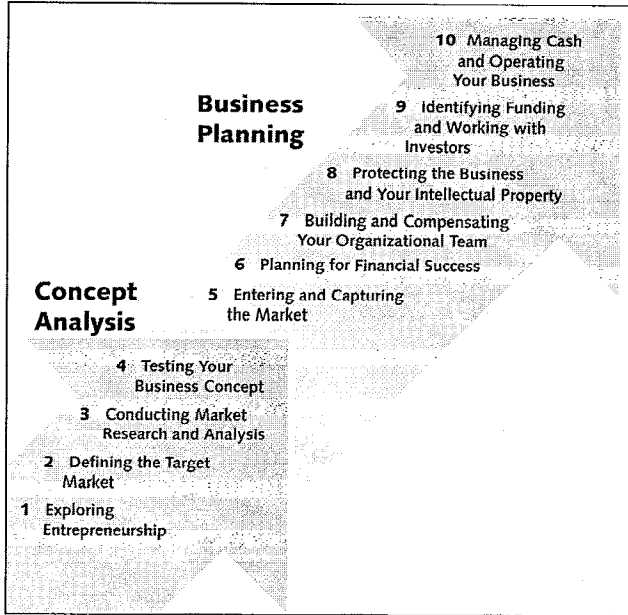 10 Managing Cash
and Operating
Your Business
Business
Planning
9 Identifying Funding
and Working with
Investors
8 Protecting the Business
and Your Intellectual Property
7 Building and Compensating
Your Organizational Team
6 Planning for Financial Success
5 Entering and Capturing
the Market
Concept
Analysis
4 Testing Your
Business Concept
3 Conducting Market
Research and Analysis
2 Defining the Target
Market
1 Exploring
Entrepreneurship